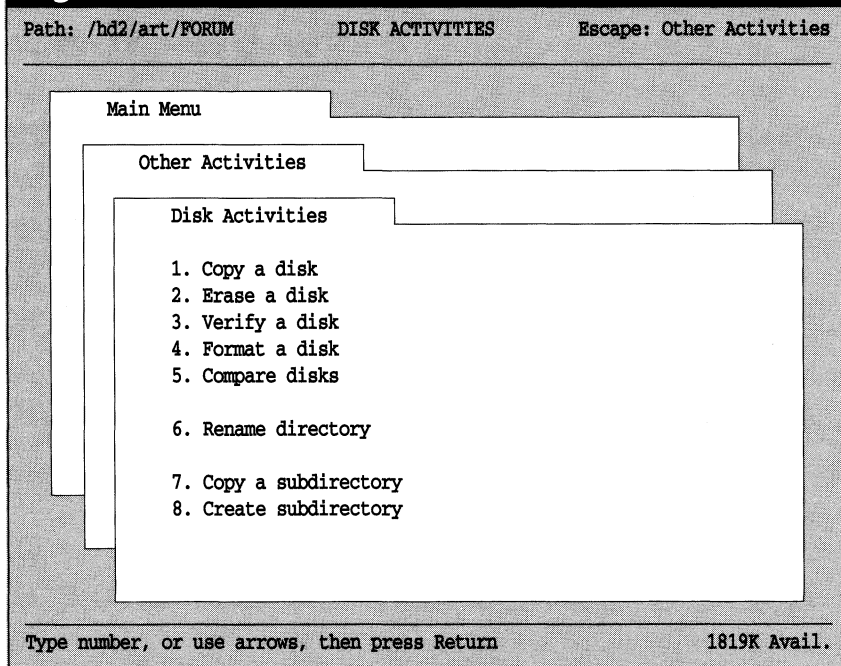 Path: /hd2/art/FORUM DISK ACTIVITIES Escape: Other Activities
Main Menu
Other Activities
Disk Activities
1. Copy a disk
2. Erase a disk
3. Verify a disk
4. Format a disk
5. Compare disks
6. Rename directory
7. Copy a subdirectory
8. Create subdirectory
Type number, or use arrows, then press Return 1819K Avail.